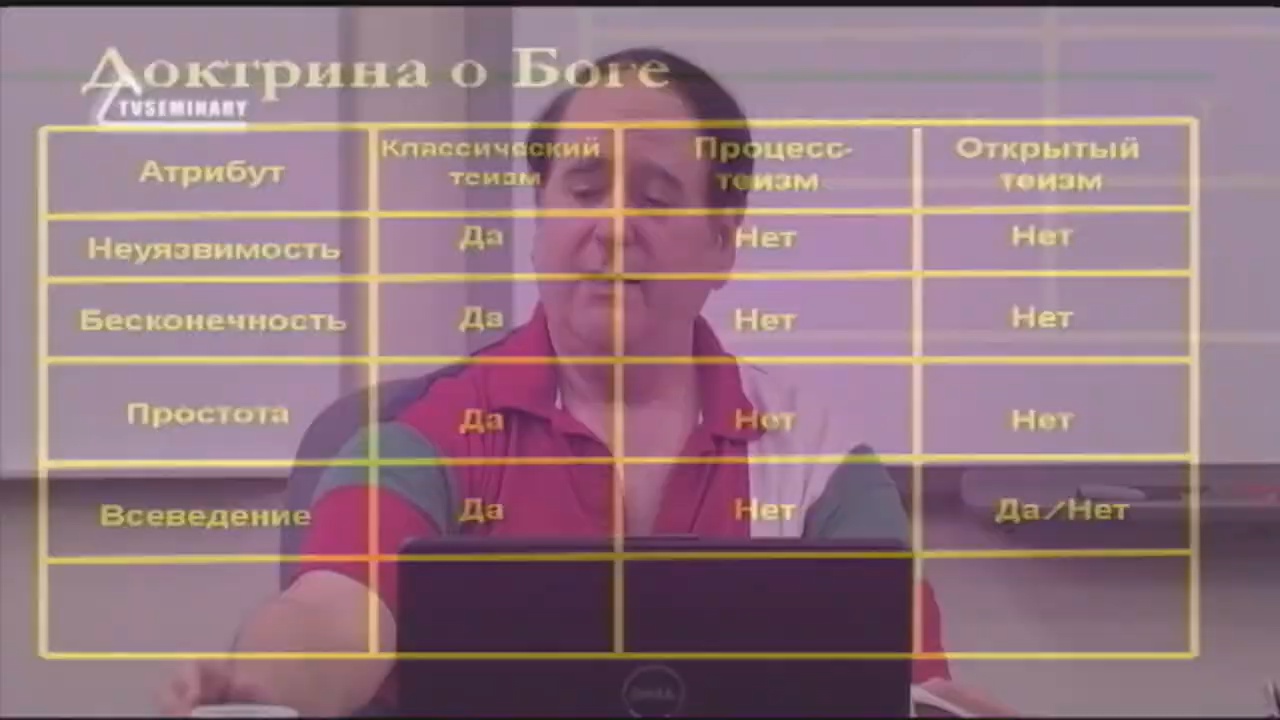 Доктрина о Боге
TVSEMINARY
Атрибут
Классический
теизм
Процесс-
теизм
Открытый
теизм
Неуязвимость
Да
Нет
Нет
Бесконечность
Да
Нет
Нет
Простота
Да
Нет
Нет
Всеведение
Да
Нет
Да/Нет
DELL